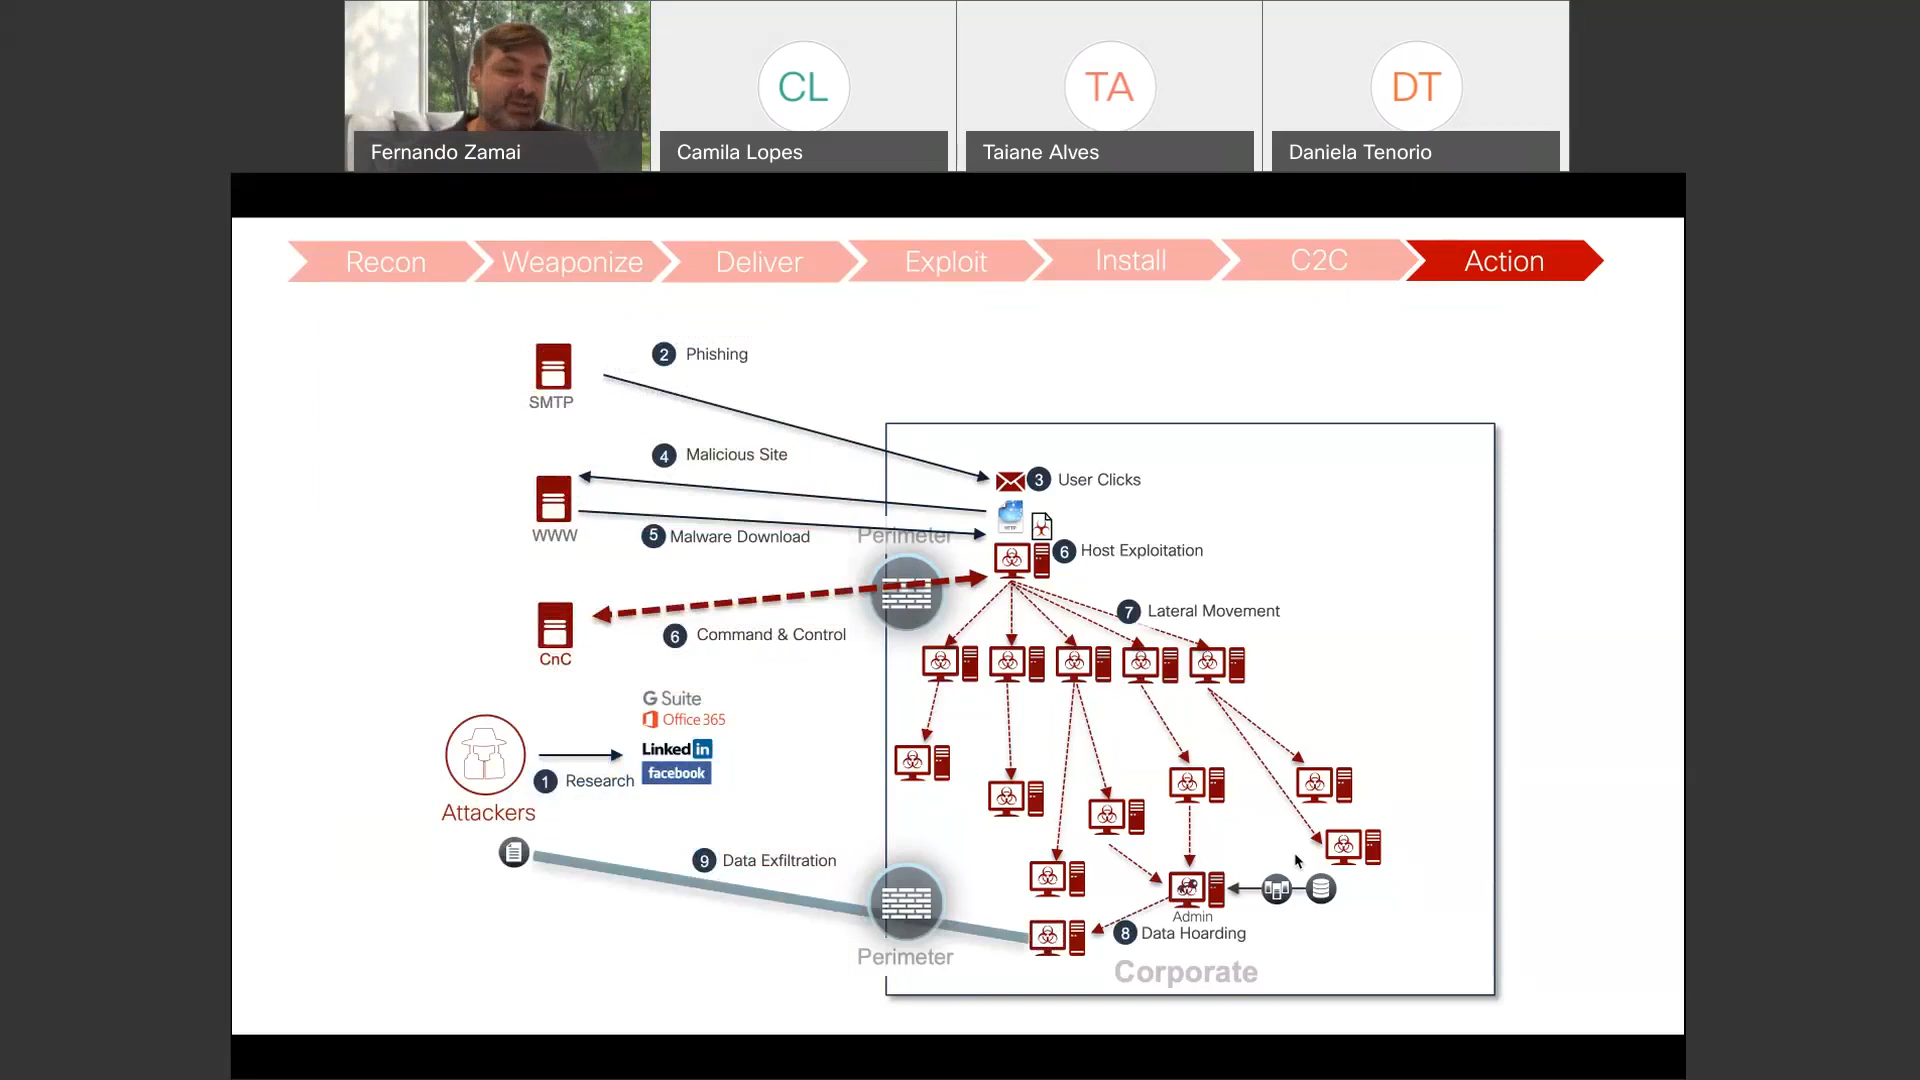 CL
TA
DT
Fernando Zamai
Camila Lopes
Taiane Alves
Daniela Tenorio
Recon
Weaponize
Deliver
Exploit
Install
C2C
Action
2 Phishing
SMTP
4 Malicious Site
3 User Clicks
WWW
5 Malware Download
Perimeter
HTTP
6 Host Exploitation
7 Lateral Movement
6 Command & Control
CnC
G Suite
Office 365
Linked in
facebook
1 Research
Attackers
9 Data Exfiltration
Admin
8 Data Hoarding
Perimeter
Corporate